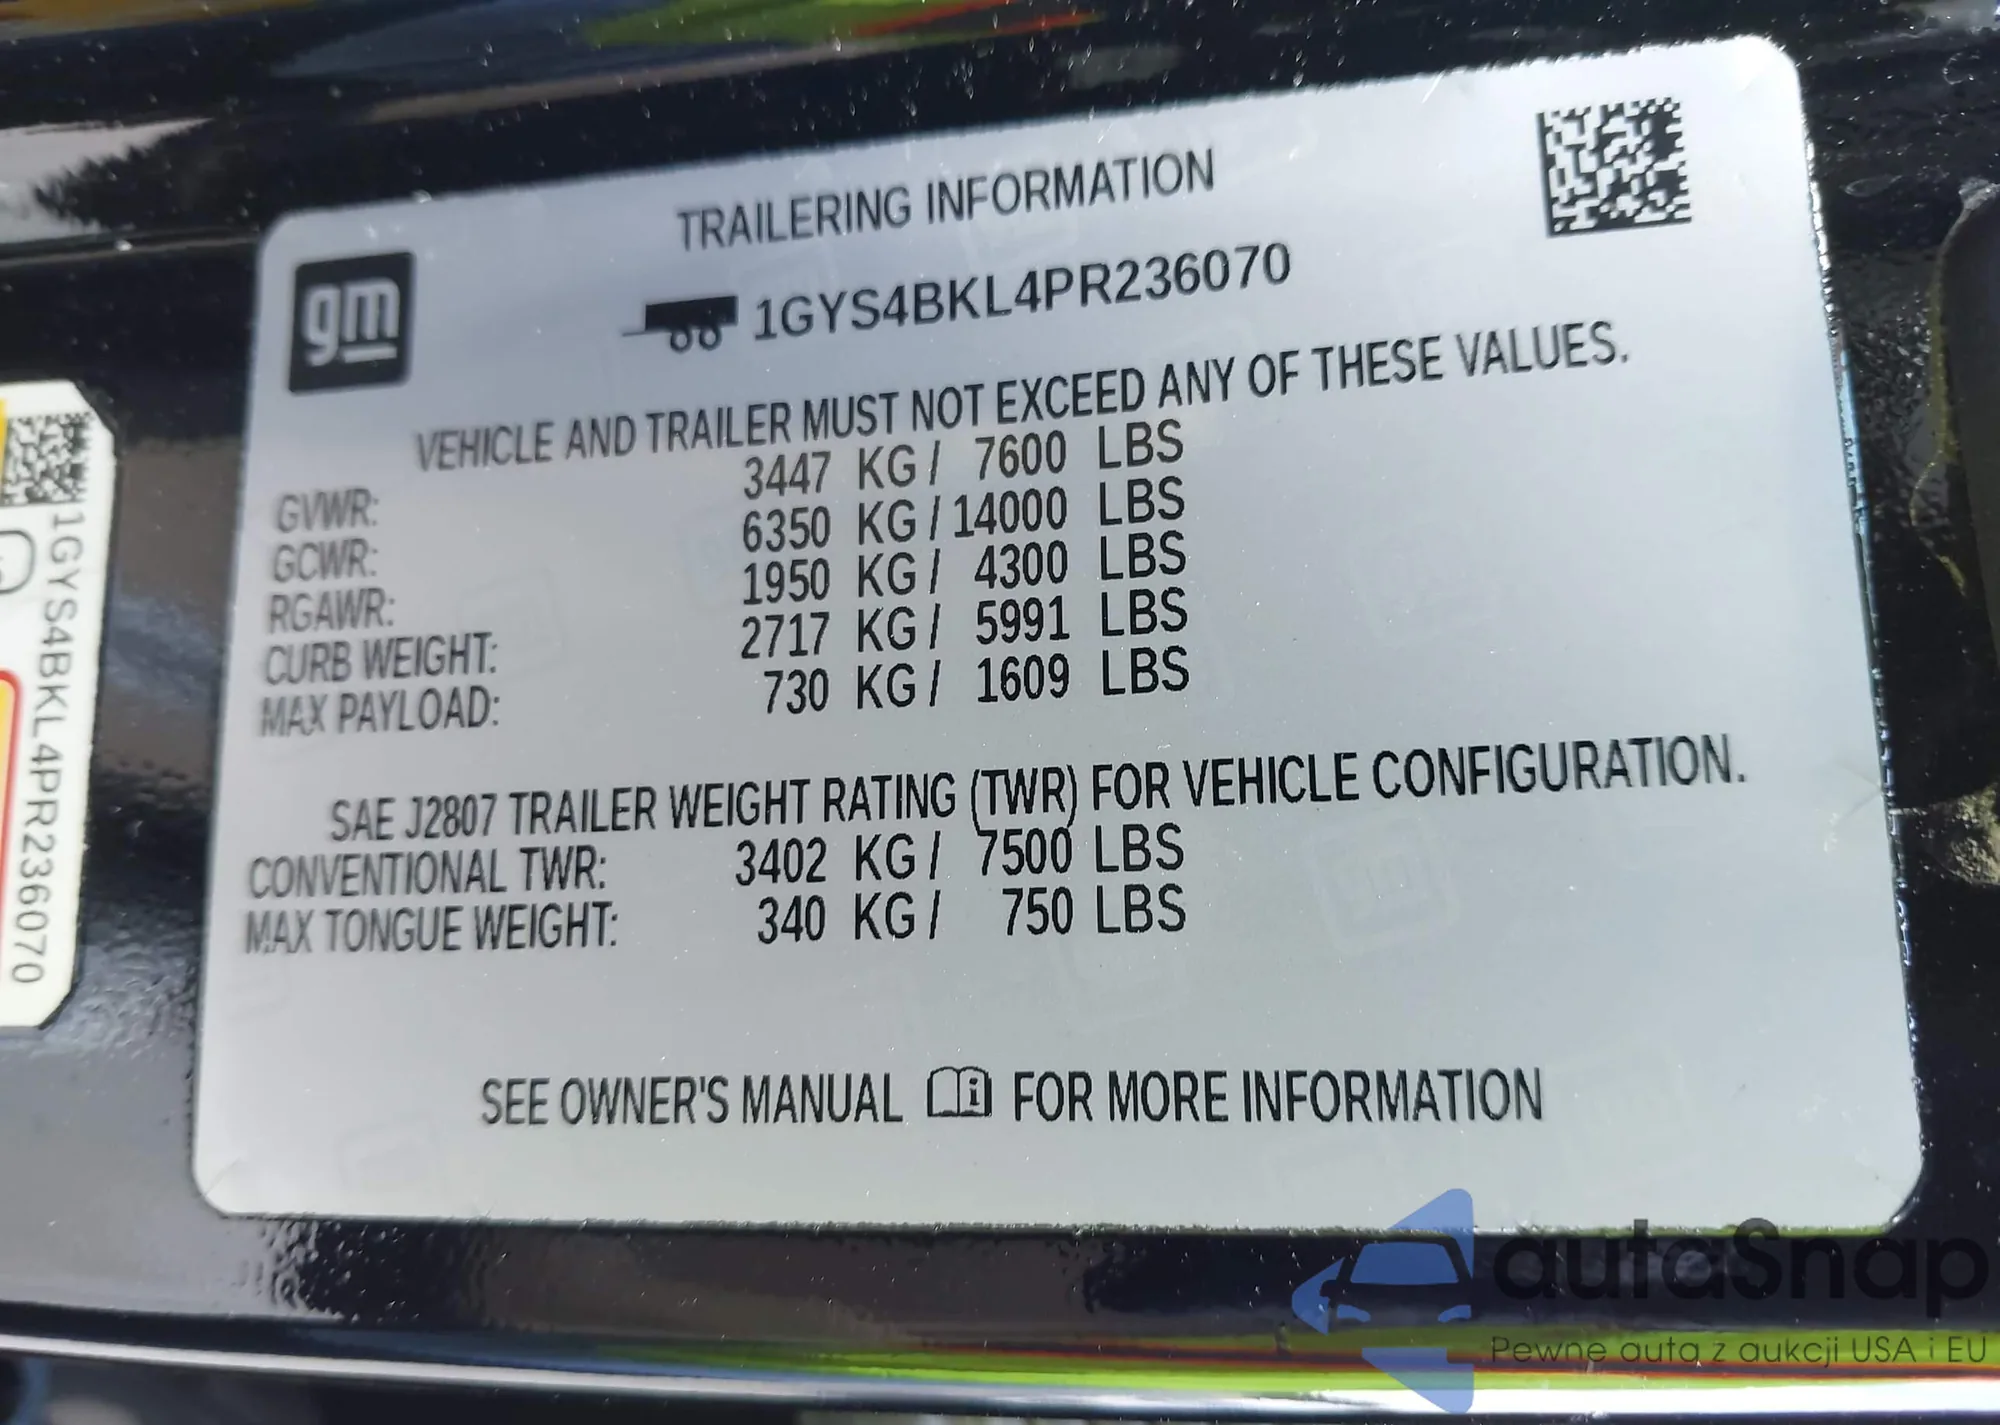 TRAILERING INFORMATION
gm
1GYS4BKL4PR236070
VEHICLE AND TRAILER MUST NOT EXCEED ANY OF THESE VALUES.
GVWR: 3447 KG / 7600 LBS
GCWR: 6350 KG / 14000 LBS
RGAWR: 1950 KG / 4300 LBS
CURB WEIGHT: 2717 KG / 5991 LBS
MAX PAYLOAD: 730 KG / 1609 LBS
SAE J2807 TRAILER WEIGHT RATING (TWR) FOR VEHICLE CONFIGURATION.
CONVENTIONAL TWR: 3402 KG / 7500 LBS
MAX TONGUE WEIGHT: 340 KG / 750 LBS
SEE OWNER'S MANUAL i FOR MORE INFORMATION
1GYS4BKL4PR236070
autaSnap
Pewne auta z aukcji USA i EU